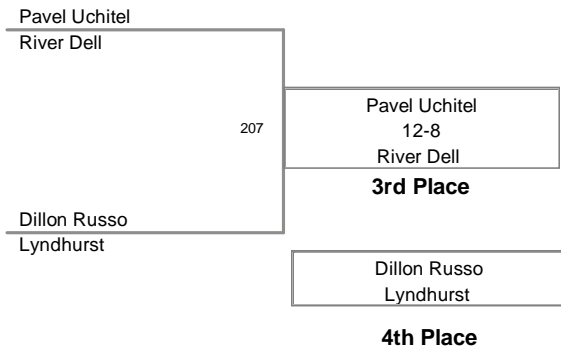 Pavel Uchitel
River Dell
207
Pavel Uchitel
12-8
River Dell
3rd Place
Dillon Russo
Lyndhurst
Dillon Russo
Lyndhurst
4th Place